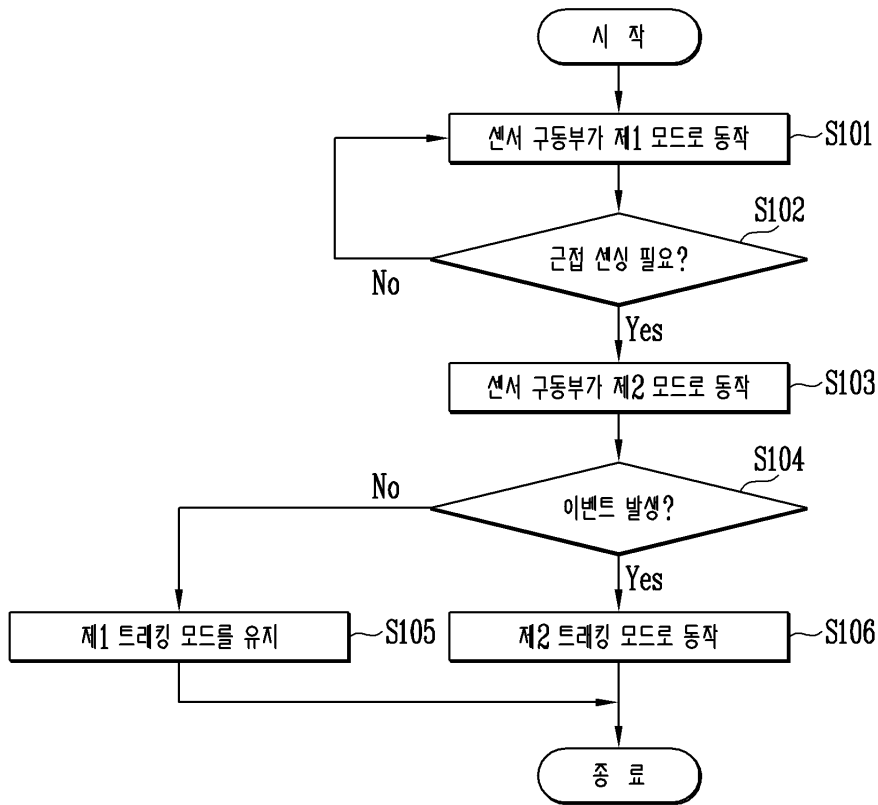 시 작
센서 구동부가 제1 모드로 동작
S101
S102
근접 센싱 필요?
No
Yes
센서 구동부가 제2 모드로 동작
S103
S104
No
이벤트 발생?
Yes
제1 트래킹 모드를 유지
S105
제2 트래킹 모드로 동작
S106
종 료